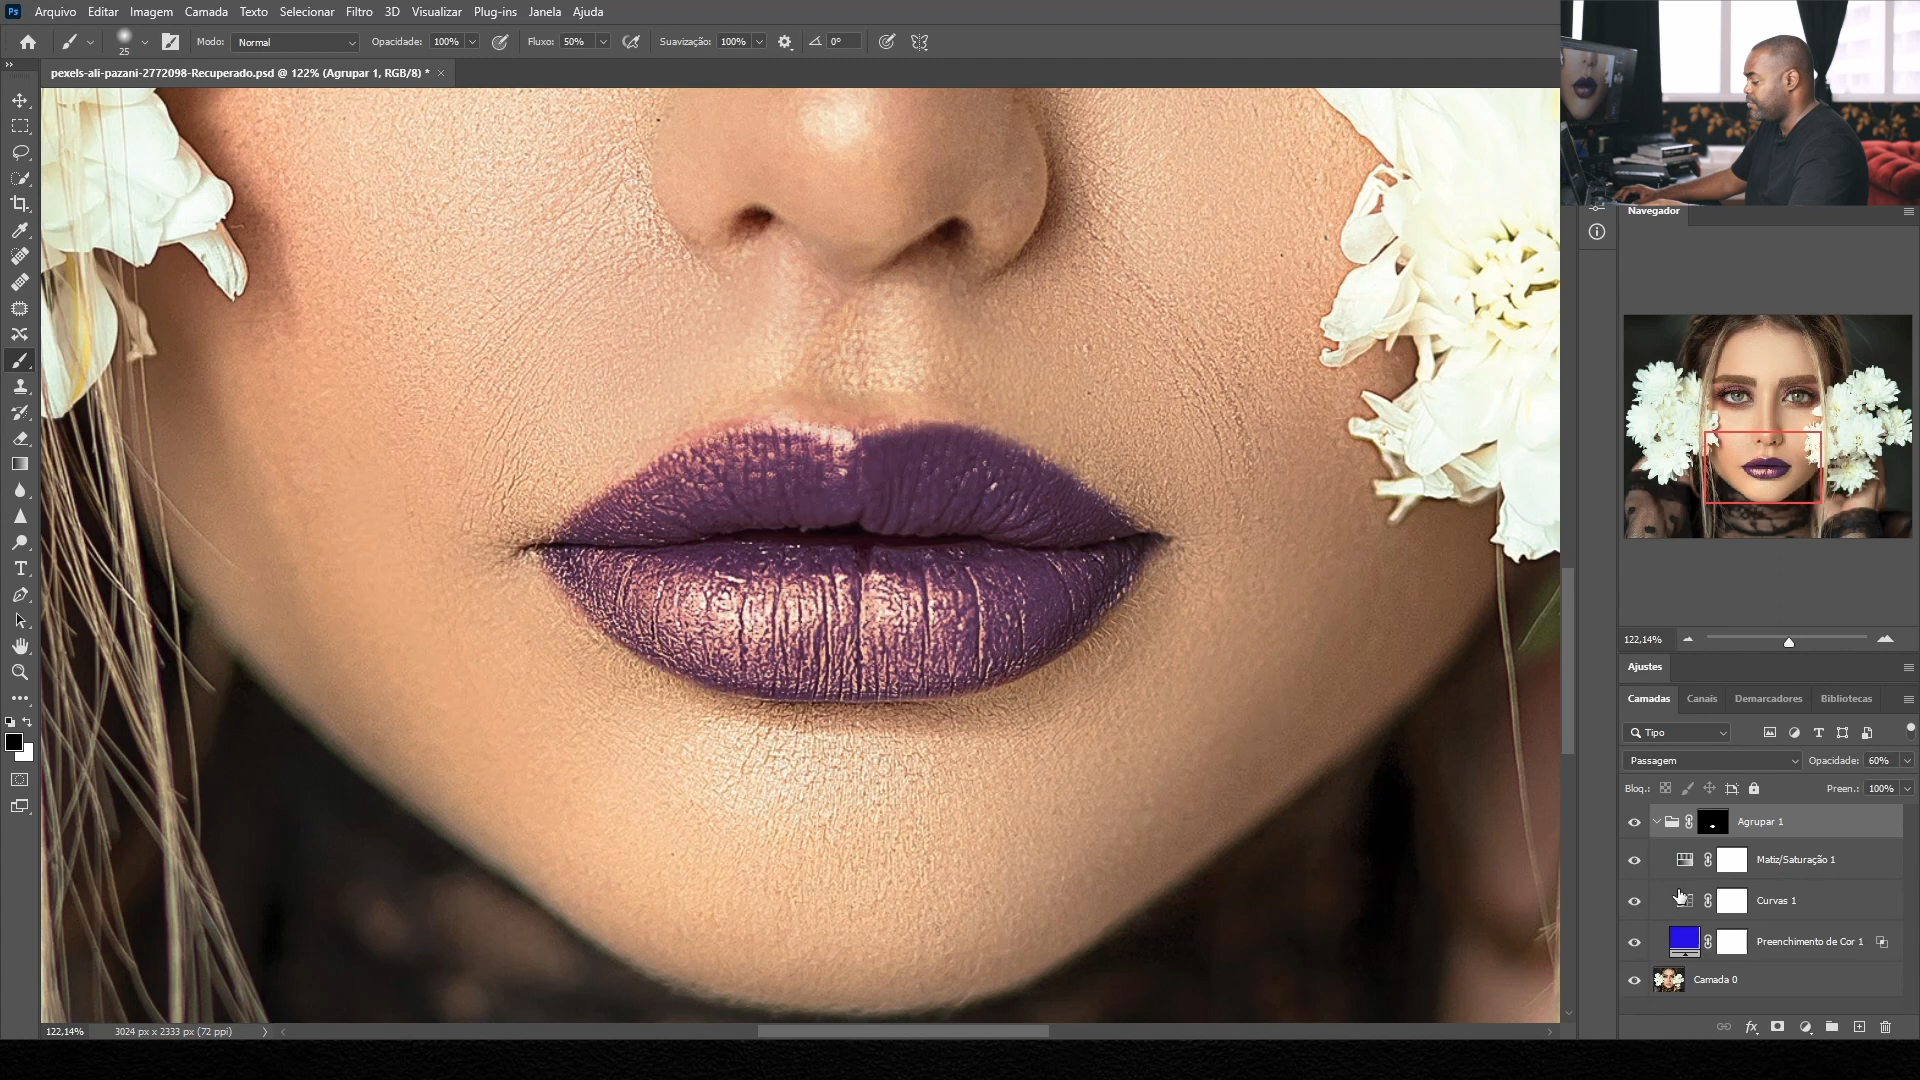 Ps Arquivo Editar Imagem Camada Texto Selecionar Filtro 3D Visualizar Plug-ins Janela Ajuda
25 Modo: Normal Opacidade: 100% Fluxo: 50% Suavização: 100% 0°
pexels-ali-pazani-2772098-Recuperado.psd @ 122% (Agrupar 1, RGB/8) * ×
Navegador
122,14%
Ajustes
Camadas Canais Demarcadores Bibliotecas
Tipo
Passagem Opacidade: 60%
Bloq.: Preen.: 100%
Agrupar 1
Matiz/Saturação 1
Curvas 1
Preenchimento de Cor 1
Camada 0
122,14% 3024 px x 2333 px (72 ppi)